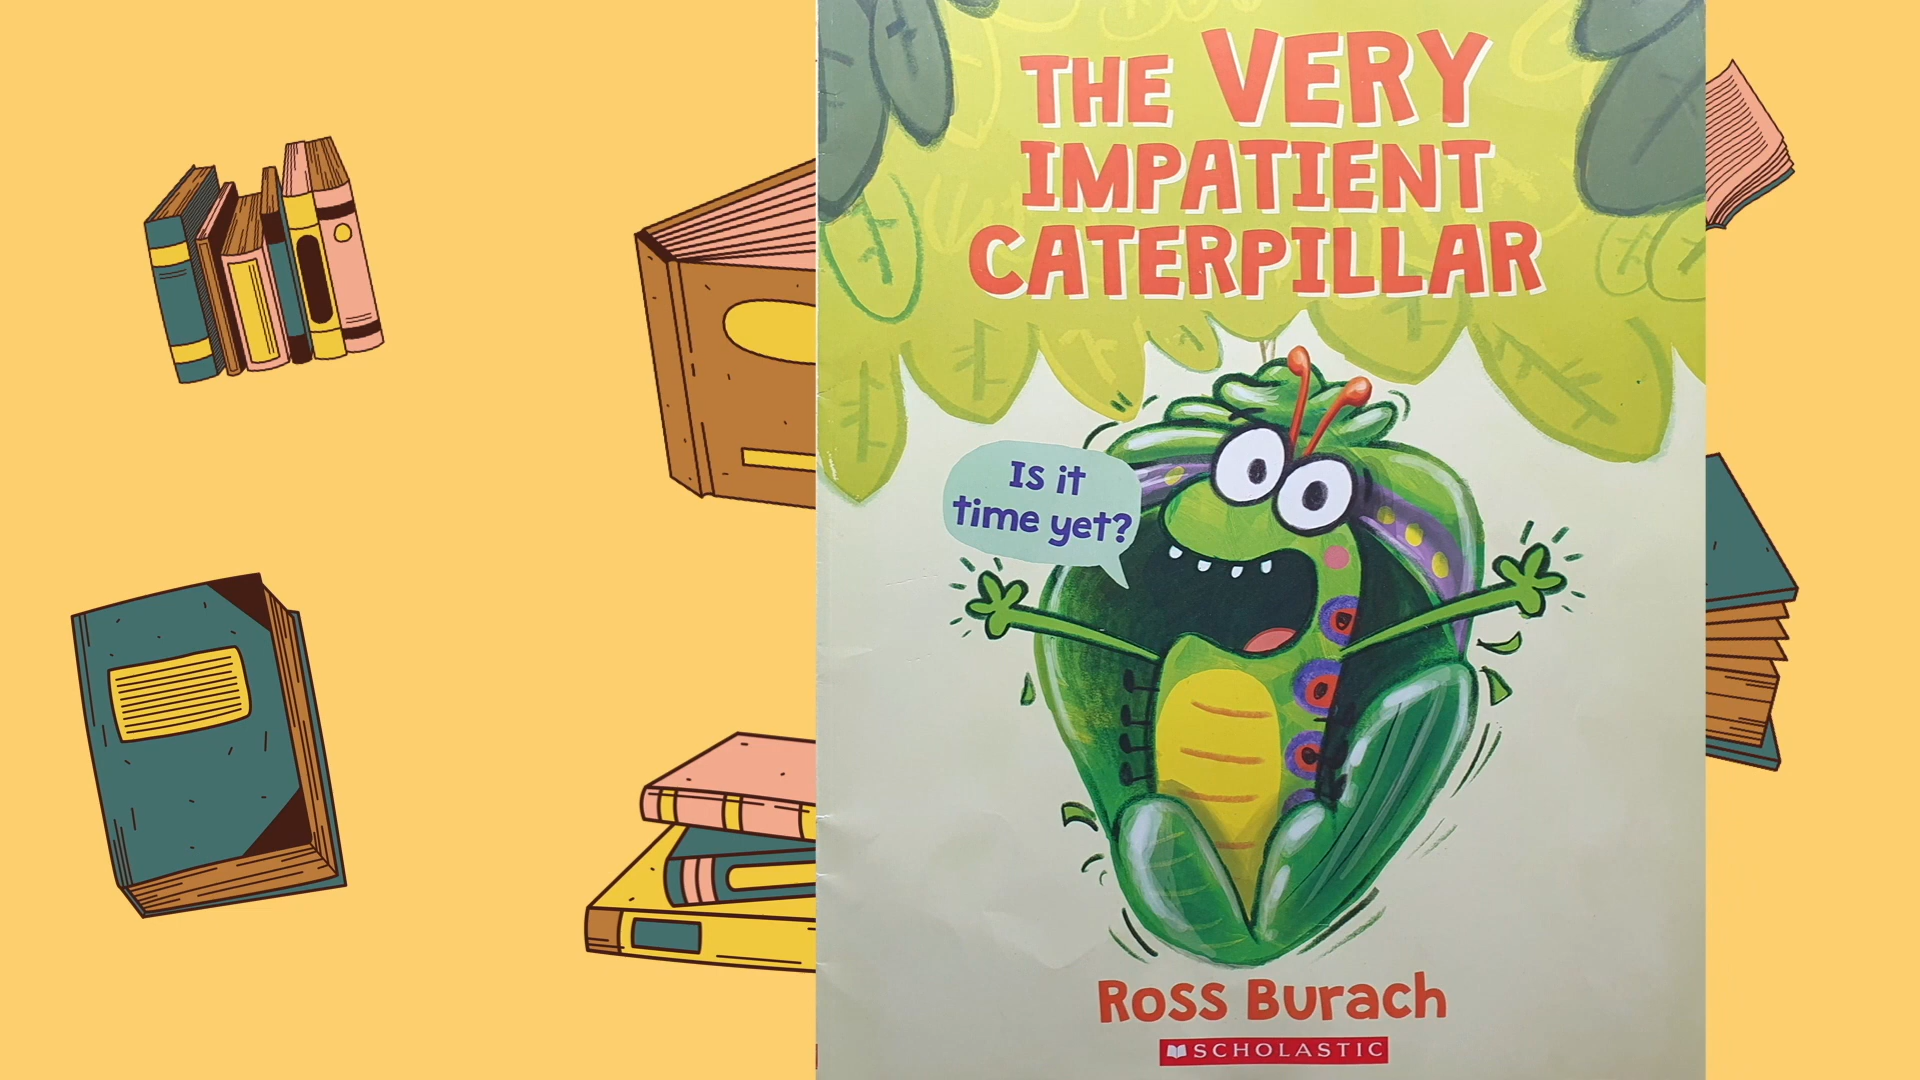 THE VERY
IMPATIENT
CATERPILLAR
Is it
time yet?
Ross Burach
SCHOLASTIC